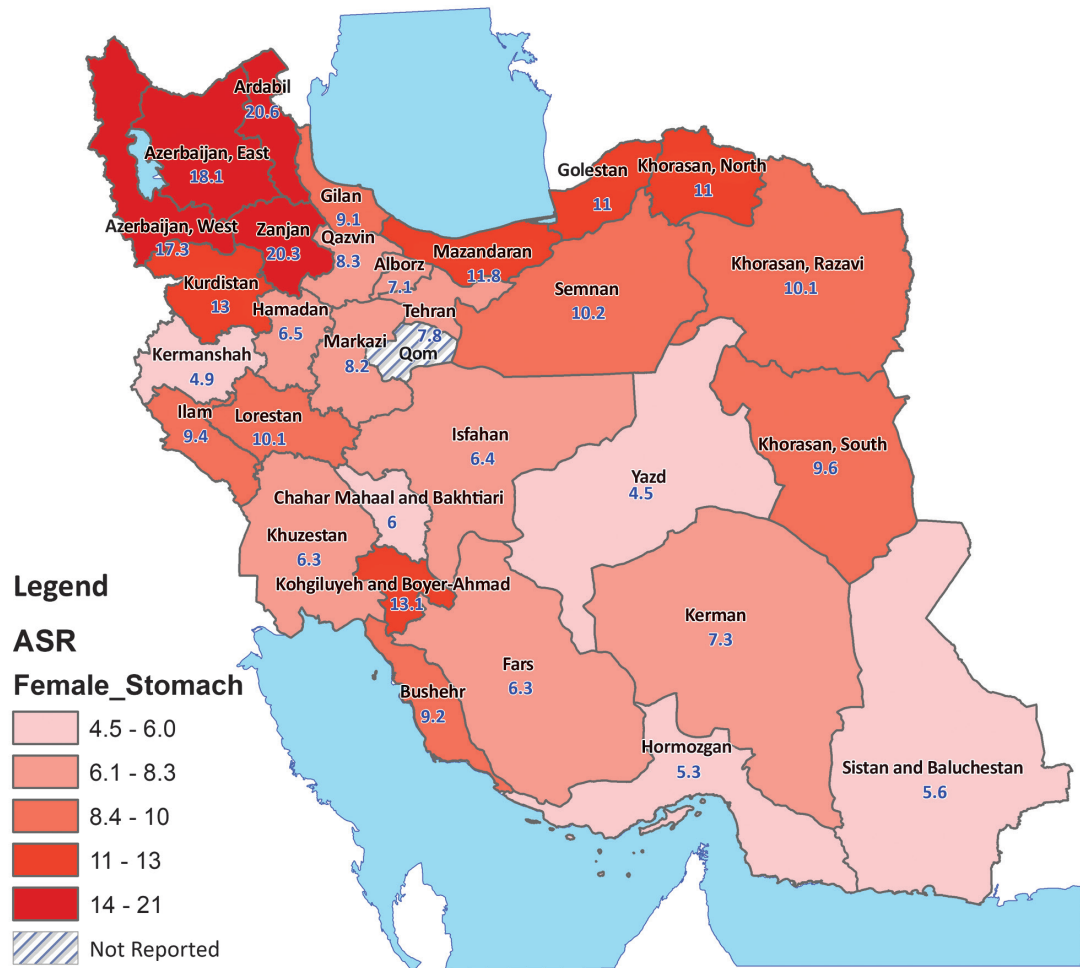 Ardabil
20.6
Azerbaijan, East
18.1
Golestan
11
Khorasan, North
11
Gilan
9.1
Azerbaijan, West
17.3
Zanjan
20.3
Qazvin
8.3
Mazandaran
11.8
Alborz
7.1
Khorasan, Razavi
10.1
Kurdistan
13
Semnan
10.2
Hamadan
6.5
Tehran
7.8
Markazi
8.2
Qom
Kermanshah
4.9
Ilam
9.4
Lorestan
10.1
Isfahan
6.4
Khorasan, South
9.6
Yazd
4.5
Chahar Mahaal and Bakhtiari
6
Khuzestan
6.3
Kohgiluyeh and Boyer-Ahmad
13.1
Kerman
7.3
Fars
6.3
Bushehr
9.2
Hormozgan
5.3
Sistan and Baluchestan
5.6
Legend
ASR
Female_Stomach
4.5 - 6.0
6.1 - 8.3
8.4 - 10
11 - 13
14 - 21
Not Reported